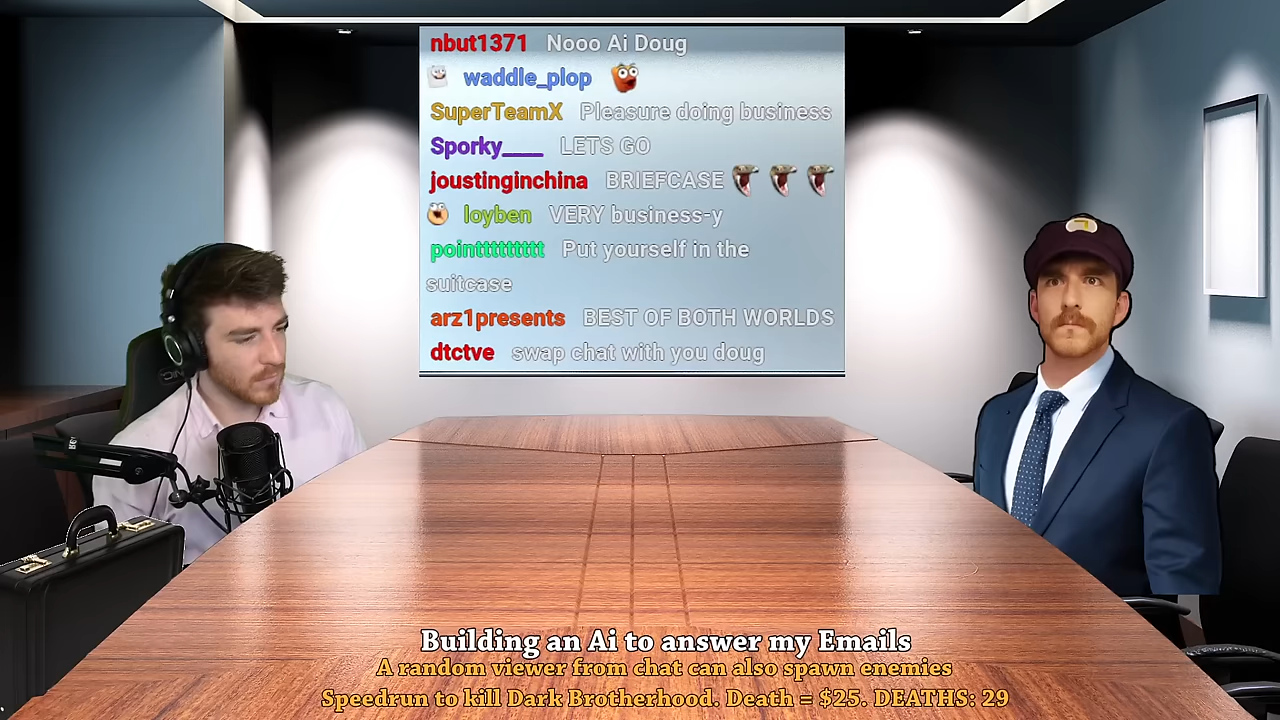 nbut1371 Nooo Ai Doug
waddle_plop
SuperTeamX Pleasure doing business
Sporky____ LETS GO
joustinginchina BRIEFCASE
loyben VERY business-y
pointttttttttt Put yourself in the
suitcase
arz1presents BEST OF BOTH WORLDS
dtctve swap chat with you doug
Building an Ai to answer my Emails
A random viewer from chat can also spawn enemies
Speedrun to kill Dark Brotherhood. Death = $25. DEATHS: 29